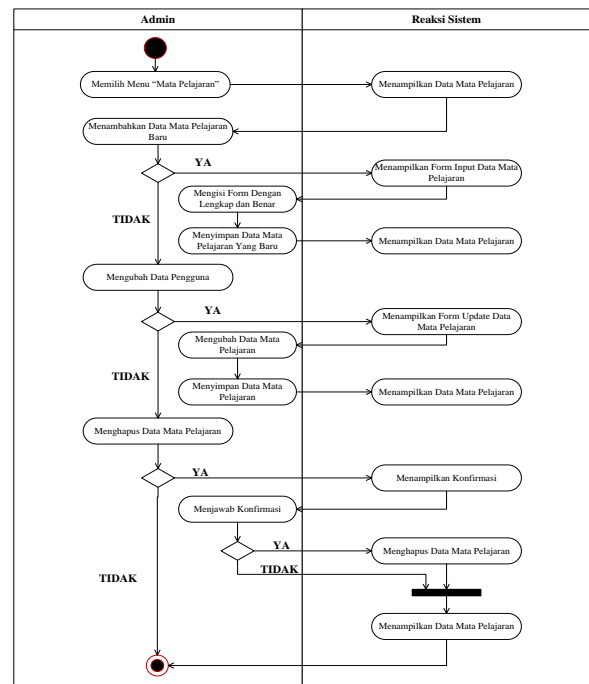 Admin
Reaksi Sistem
Memilih Menu “Mata Pelajaran”
Menampilkan Data Mata Pelajaran
Menambahkan Data Mata Pelajaran
Baru
YA
Menampilkan Form Input Data Mata
Pelajaran
Mengisi Form Dengan
Lengkap dan Benar
TIDAK
Menyimpan Data Mata
Pelajaran Yang Baru
Menampilkan Data Mata Pelajaran
Mengubah Data Pengguna
YA
Menampilkan Form Update Data
Mata Pelajaran
Mengubah Data Mata
Pelajaran
TIDAK
Menyimpan Data Mata
Pelajaran
Menampilkan Data Mata Pelajaran
Menghapus Data Mata Pelajaran
YA
Menampilkan Konfirmasi
Menjawab Konfirmasi
YA
Menghapus Data Mata Pelajaran
TIDAK
TIDAK
Menampilkan Data Mata Pelajaran